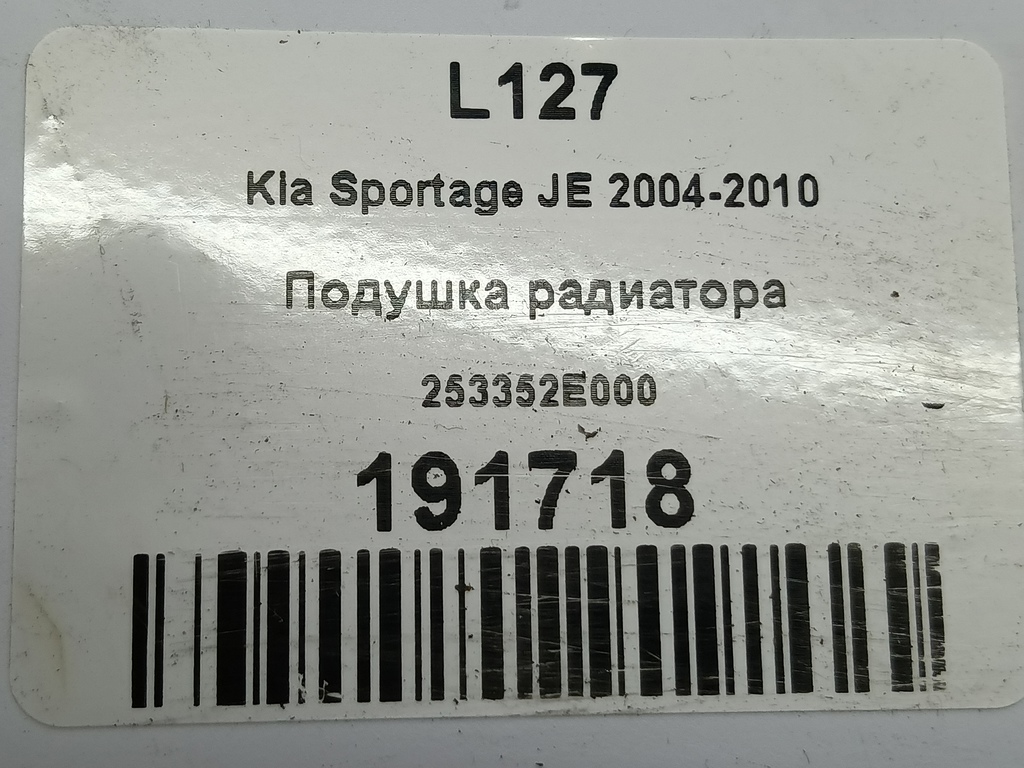 L127
Kia Sportage JE 2004-2010
Подушка радиатора
253352E000
191718